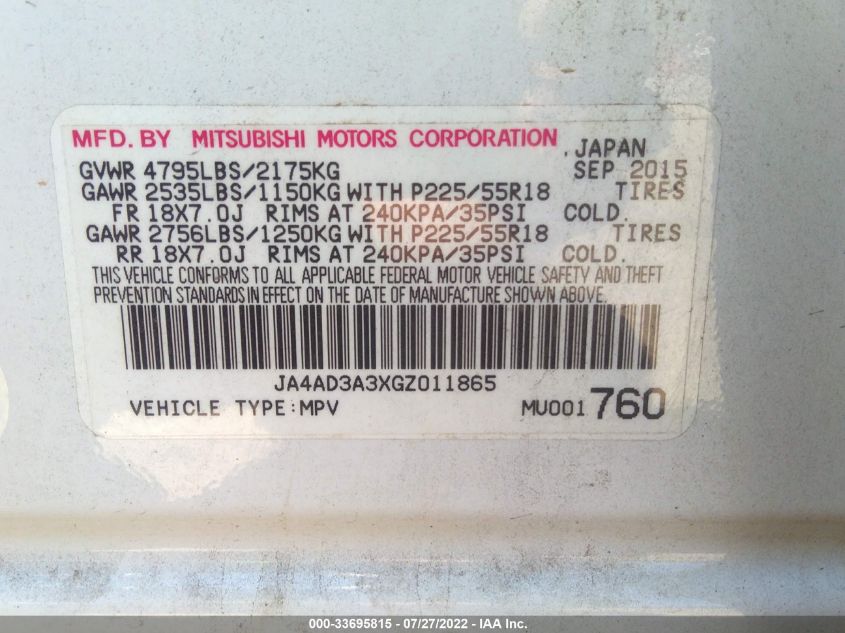 MFD. BY MITSUBISHI MOTORS CORPORATION , JAPAN
GVWR 4795LBS/2175KG SEP 2015
GAWR 2535LBS/1150KG WITH P225/55R18 TIRES
FR 18X7.0J RIMS AT 240KPA/35PSI COLD.
GAWR 2756LBS/1250KG WITH P225/55R18 TIRES
RR 18X7.0J RIMS AT 240KPA/35PSI COLD.
THIS VEHICLE CONFORMS TO ALL APPLICABLE FEDERAL MOTOR VEHICLE SAFETY AND THEFT
PREVENTION STANDARDS IN EFFECT ON THE DATE OF MANUFACTURE SHOWN ABOVE.
JA4AD3A3XGZ011865
VEHICLE TYPE:MPV MU001 760
000-33695815 - 07/27/2022 - IAA Inc.